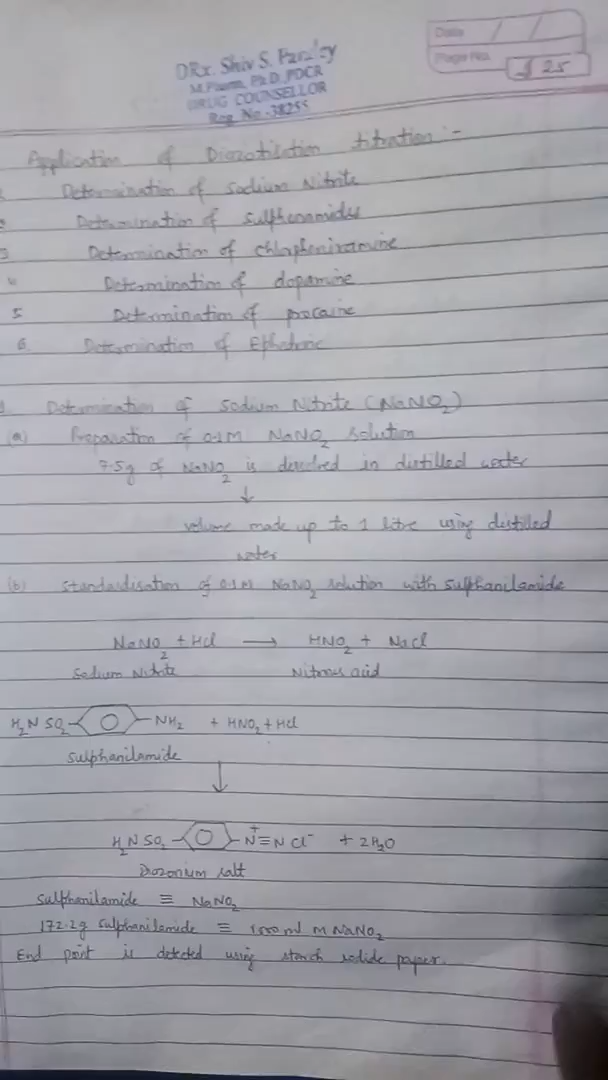 DRx. Shiv S. Pandey
M.Pharm, Ph.D, PDCR
DRUG COUNSELLOR
Reg. No.-38255
Date / /
Page No. 25
Application of Diazotilation titration :-
Determination of Sodium Nitrite
2 Determination of sulphenamides
3 Determination of chlorpheniramine
4 Determination of dopamine
5 Determination of procaine
6. Determination of Ephedrine
Determination of Sodium Nitrite (NaNO2)
(a) Preparation of 0.1M NaNO2 solution
7.5g of NaNO2 is dissolved in distilled water
↓
volume made up to 1 litre using distilled
water
(b) Standardisation of 0.1M NaNO2 solution with sulphanilamide
NaNO2 + HCl → HNO2 + NaCl
Sodium Nitrite Nitrous acid
H2N SO2 - NH2 + HNO2 + HCl
sulphanilamide
↓
H2N SO2 - N+≡N Cl- + 2H2O
Diazonium salt
Sulphanilamide ≡ NaNO2
172.2g sulphanilamide ≡ 1000 ml M NaNO2
End point is detected using starch iodide paper.